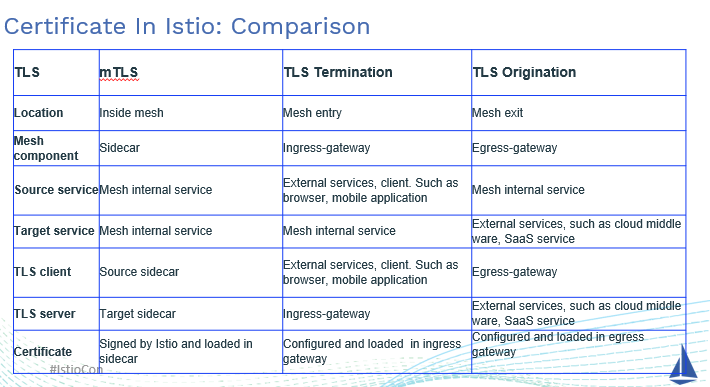 Certificate In Istio: Comparison
TLS mTLS TLS Termination TLS Origination
Location Inside mesh Mesh entry Mesh exit
Mesh component Sidecar Ingress-gateway Egress-gateway
Source service Mesh internal service External services, client. Such as browser, mobile application Mesh internal service
Target service Mesh internal service Mesh internal service External services, such as cloud middle ware, SaaS service
TLS client Source sidecar External services, client. Such as browser, mobile application Egress-gateway
TLS server Target sidecar Ingress-gateway External services, such as cloud middle ware, SaaS service
Certificate Signed by Istio and loaded in sidecar Configured and loaded in ingress gateway Configured and loaded in egress gateway
#IstioCon